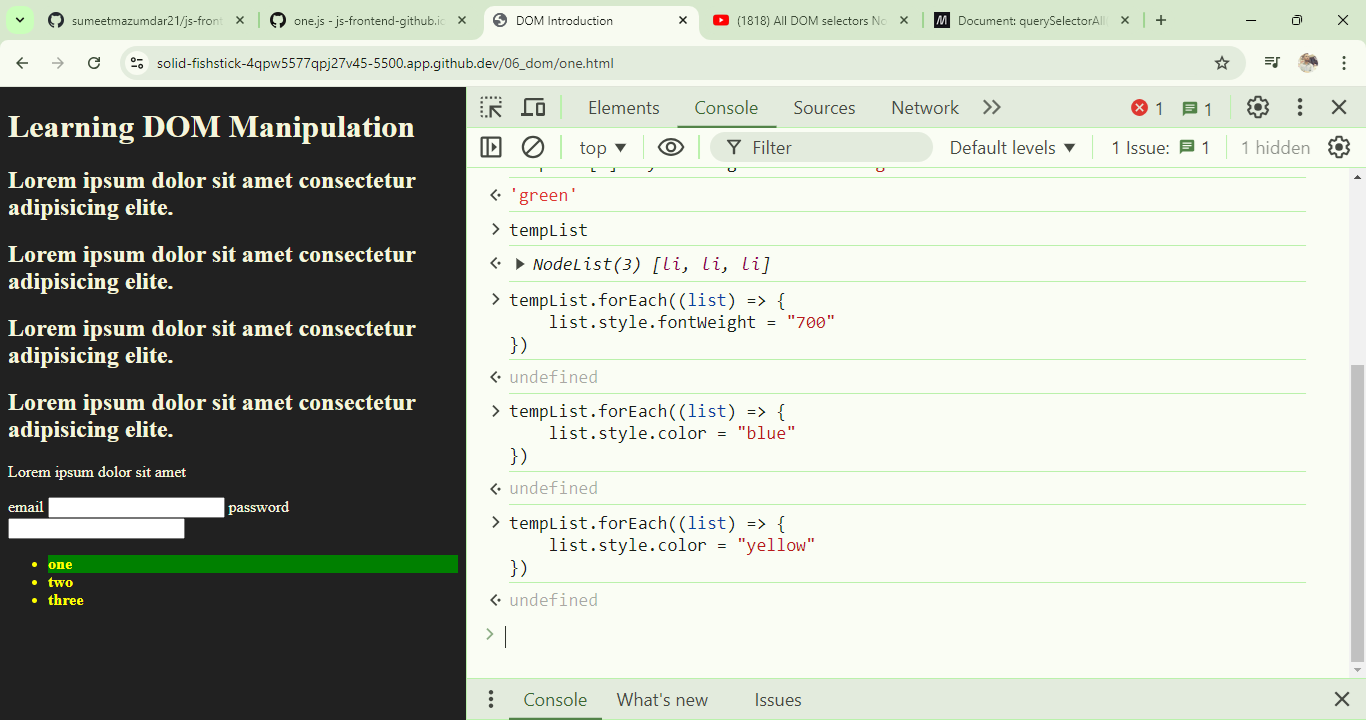 sumeetmazumdar21/js-front
one.js - js-frontend-github.io
DOM Introduction
(1818) All DOM selectors No
Document: querySelectorAll
solid-fishstick-4qpw5577qpj27v45-5500.app.github.dev/06_dom/one.html
Learning DOM Manipulation
Lorem ipsum dolor sit amet consectetur
adipisicing elite.
Lorem ipsum dolor sit amet consectetur
adipisicing elite.
Lorem ipsum dolor sit amet consectetur
adipisicing elite.
Lorem ipsum dolor sit amet consectetur
adipisicing elite.
Lorem ipsum dolor sit amet
email password
one
two
three
Elements Console Sources Network 1 1
top Filter Default levels 1 Issue: 1 1 hidden
'green'
tempList
NodeList(3) [li, li, li]
tempList.forEach((list) => {
list.style.fontWeight = "700"
})
undefined
tempList.forEach((list) => {
list.style.color = "blue"
})
undefined
tempList.forEach((list) => {
list.style.color = "yellow"
})
undefined
Console What's new Issues